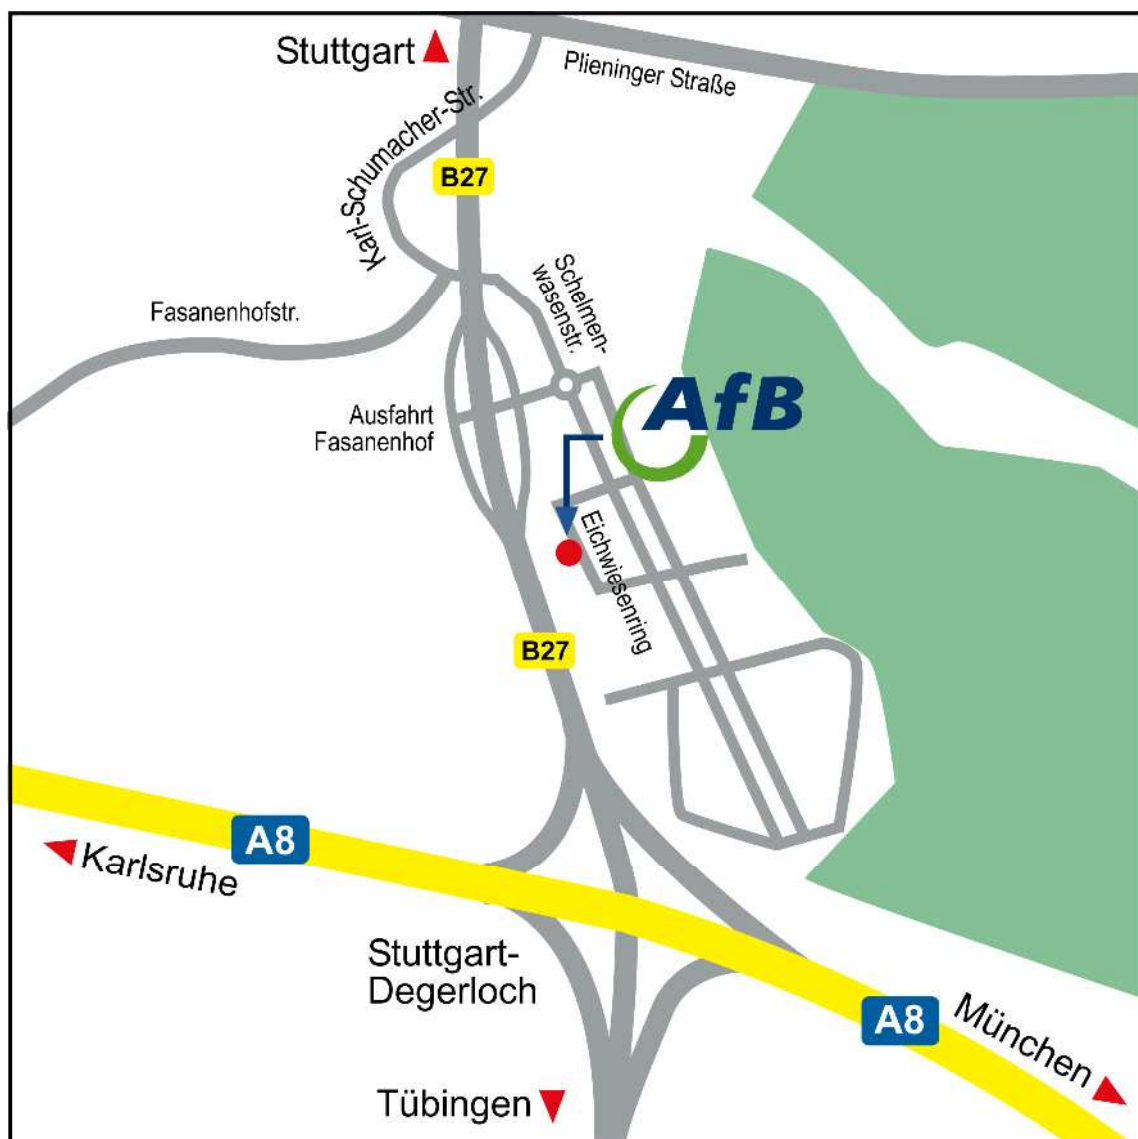 Stuttgart
Plieninger Straße
Karl-Schumacher-Str.
B27
Schelmen-
wasenstr.
Fasanenhofstr.
AfB
Ausfahrt
Fasanenhof
Eichwiesenring
B27
A8
Karlsruhe
Stuttgart-
Degerloch
A8
München
Tübingen